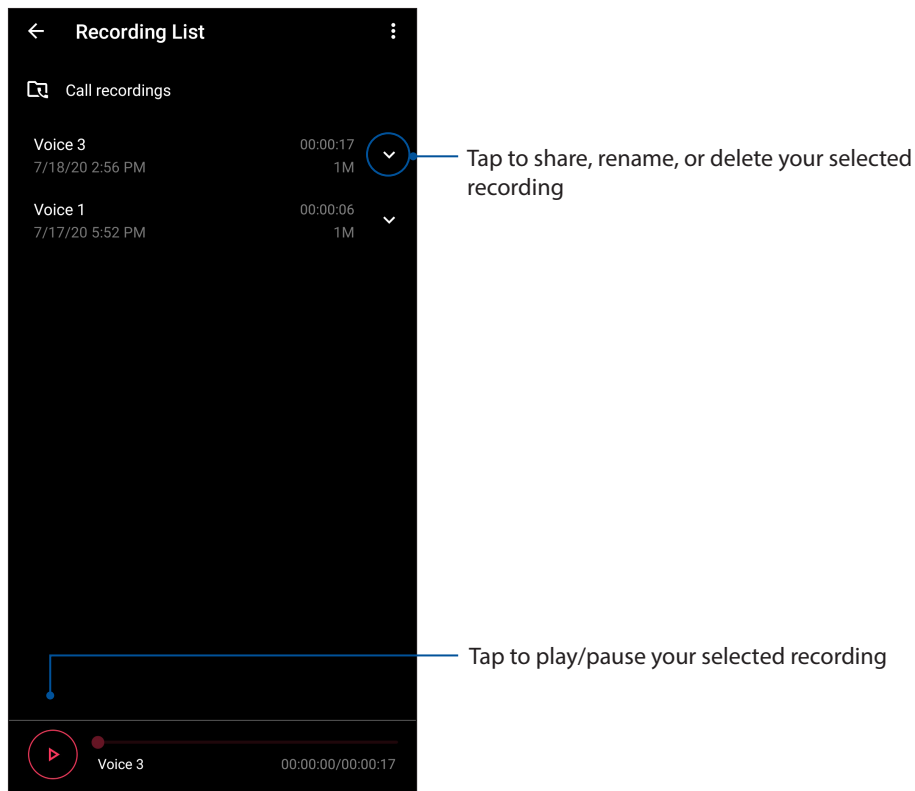 Recording List
Call recordings
Voice 3 00:00:17
7/18/20 2:56 PM 1M
Tap to share, rename, or delete your selected
recording
Voice 1 00:00:06
7/17/20 5:52 PM 1M
Tap to play/pause your selected recording
Voice 3 00:00:00/00:00:17